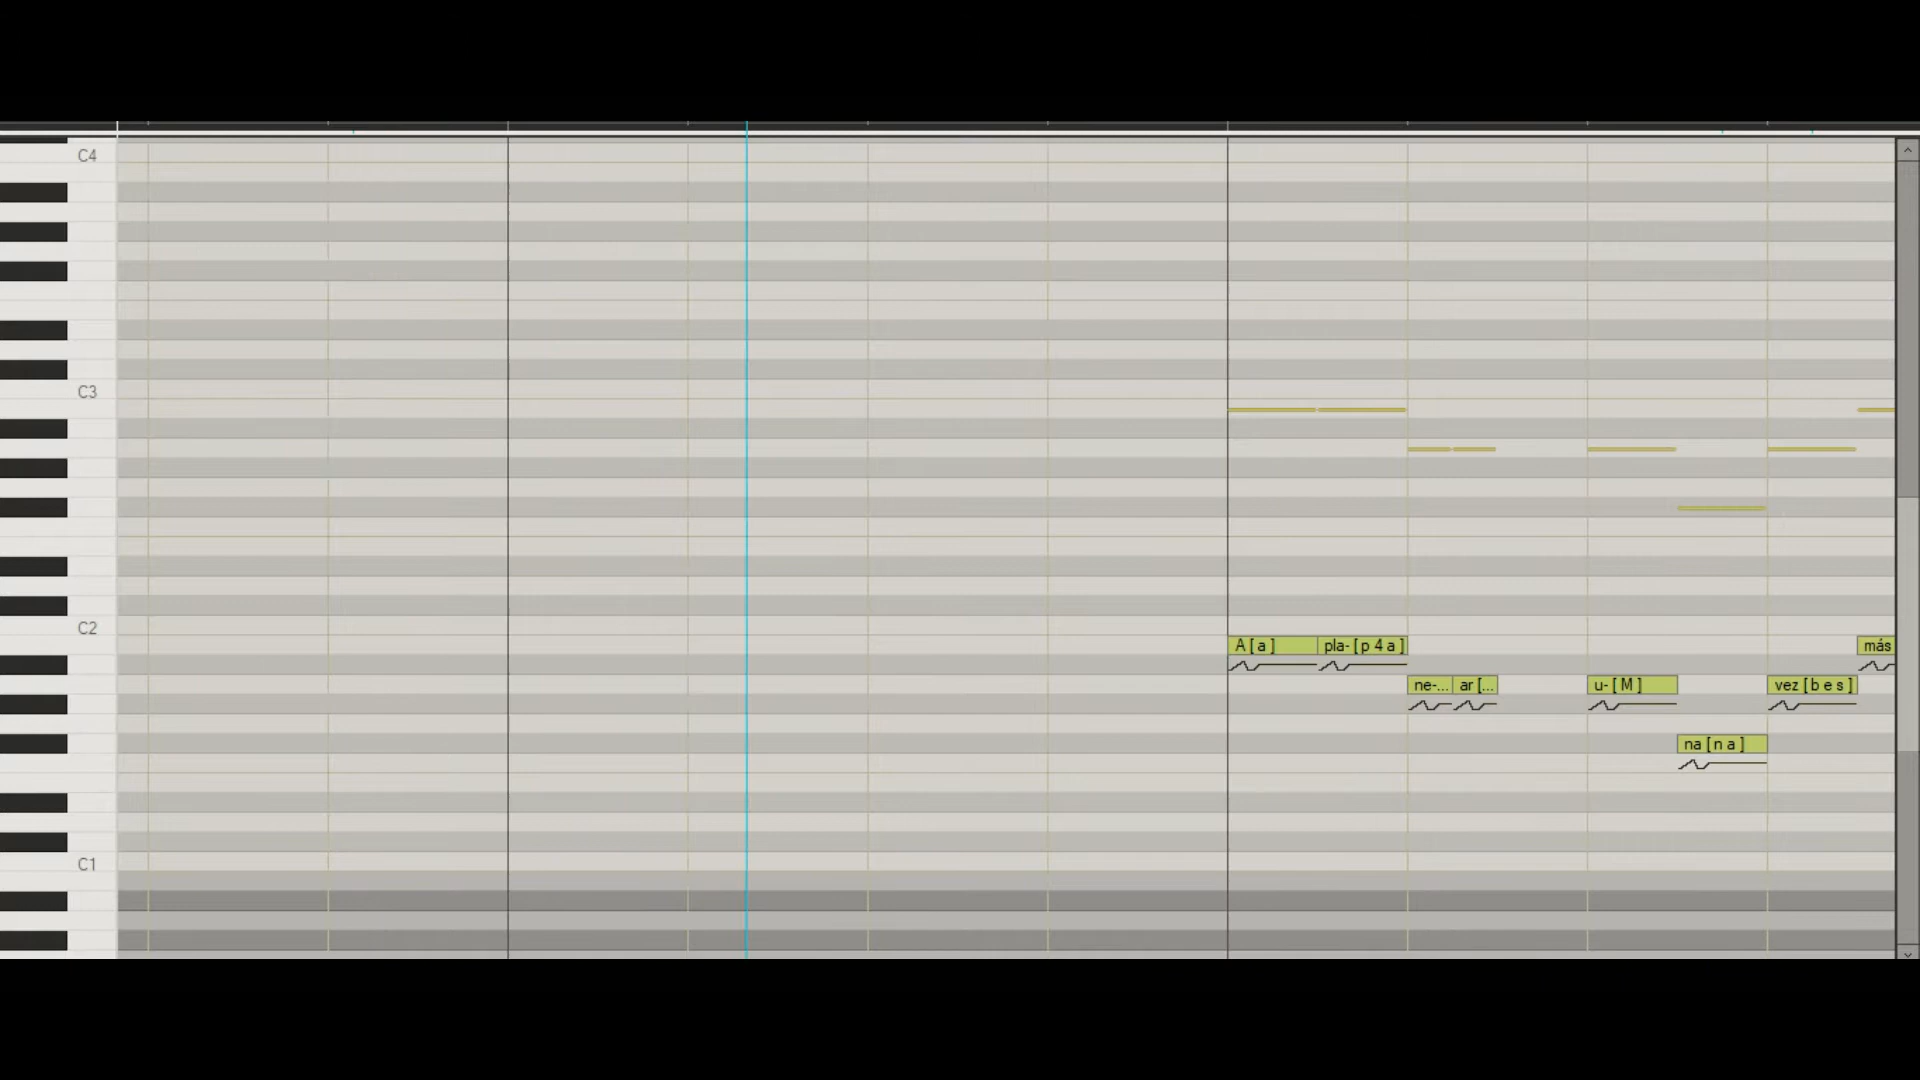 C4
C3
C2
A [ a ] pla- [ p 4 a ] más
ne-... ar [... u- [ M ] vez [ b e s ]
na [ n a ]
C1